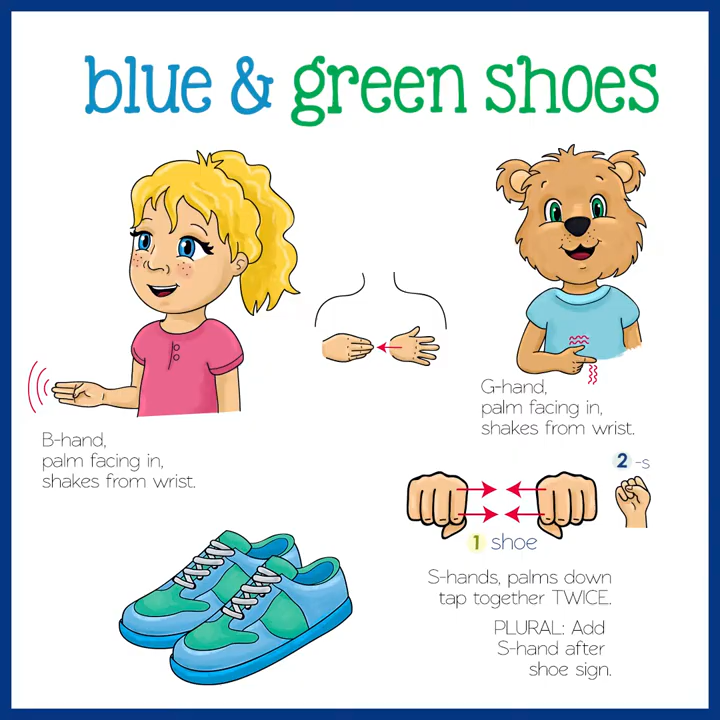 blue & green shoes
B-hand,
palm facing in,
shakes from wrist.
G-hand,
palm facing in,
shakes from wrist.
2 -s
1 shoe
S-hands, palms down
tap together TWICE.
PLURAL: Add
S-hand after
shoe sign.